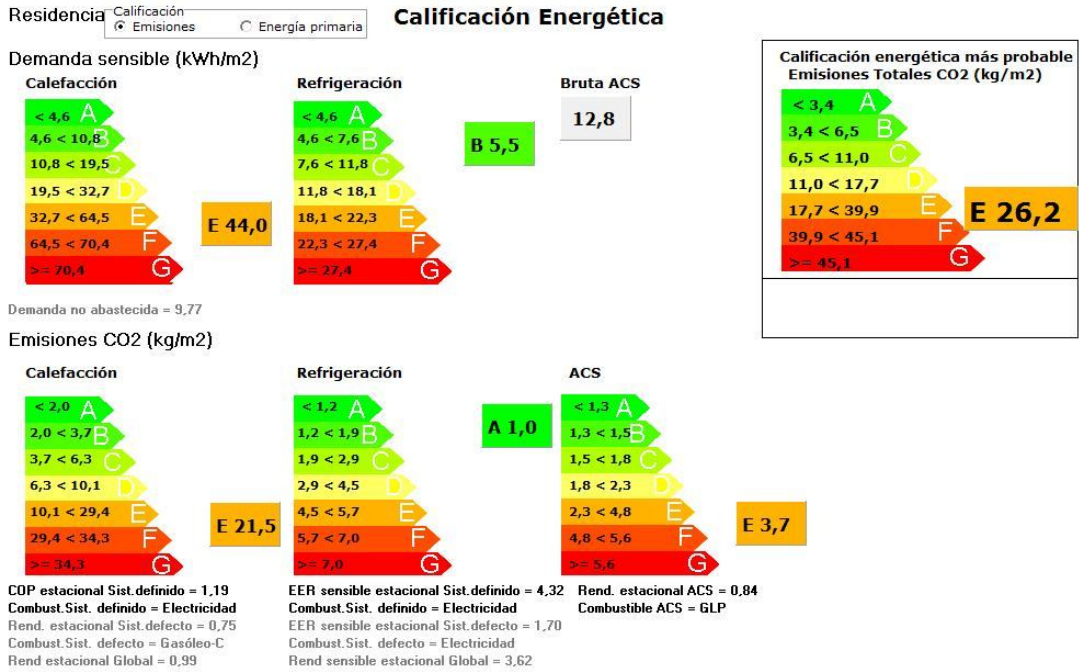 Residencia Calificación
Emisiones Energía primaria
Calificación Energética
Demanda sensible (kWh/m2)
Calefacción
< 4,6 A
4,6 < 10,8 B
10,8 < 19,5 C
19,5 < 32,7 D
32,7 < 64,5 E
64,5 < 70,4 F
>= 70,4 G
E 44,0
Refrigeración
< 4,6 A
4,6 < 7,6 B
7,6 < 11,8 C
11,8 < 18,1 D
18,1 < 22,3 E
22,3 < 27,4 F
>= 27,4 G
B 5,5
Bruta ACS
12,8
Calificación energética más probable
Emisiones Totales CO2 (kg/m2)
< 3,4 A
3,4 < 6,5 B
6,5 < 11,0 C
11,0 < 17,7 D
17,7 < 39,9 E
39,9 < 45,1 F
>= 45,1 G
E 26,2
Demanda no abastecida = 9,77
Emisiones CO2 (kg/m2)
Calefacción
< 2,0 A
2,0 < 3,7 B
3,7 < 6,3 C
6,3 < 10,1 D
10,1 < 29,4 E
29,4 < 34,3 F
>= 34,3 G
E 21,5
COP estacional Sist.definido = 1,19
Combust.Sist. definido = Electricidad
Rend. estacional Sist.defecto = 0,75
Combust.Sist. defecto = Gasóleo-C
Rend estacional Global = 0,99
Refrigeración
< 1,2 A
1,2 < 1,9 B
1,9 < 2,9 C
2,9 < 4,5 D
4,5 < 5,7 E
5,7 < 7,0 F
>= 7,0 G
A 1,0
EER sensible estacional Sist.definido = 4,32
Combust.Sist. definido = Electricidad
EER sensible estacional Sist.defecto = 1,70
Combust.Sist. defecto = Electricidad
Rend sensible estacional Global = 3,62
ACS
< 1,3 A
1,3 < 1,5 B
1,5 < 1,8 C
1,8 < 2,3 D
2,3 < 4,8 E
4,8 < 5,6 F
>= 5,6 G
E 3,7
Rend. estacional ACS = 0,84
Combustible ACS = GLP